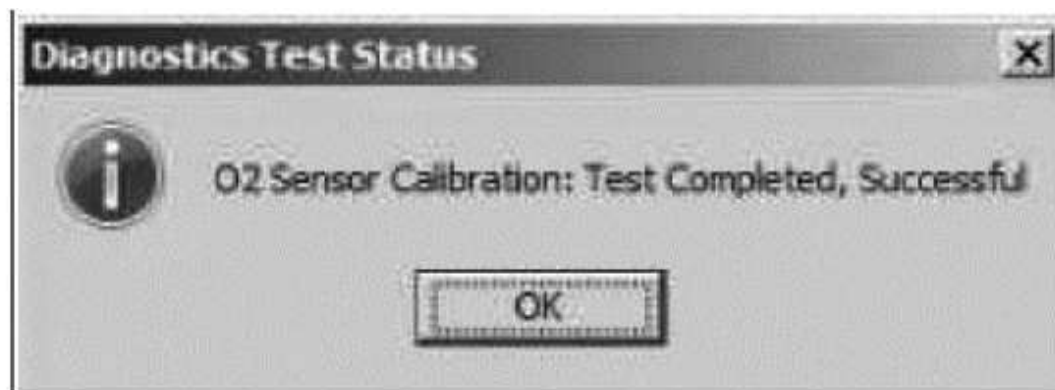 Diagnostics Test Status
O2 Sensor Calibration: Test Completed, Successful
OK